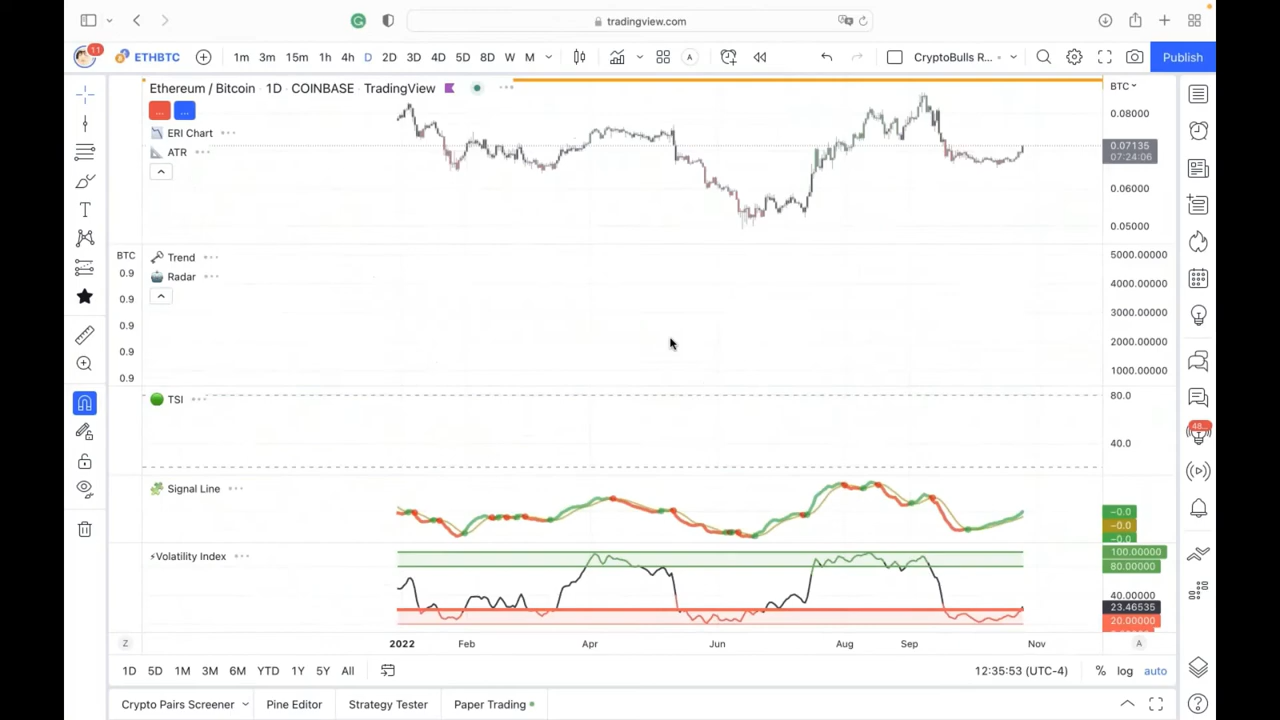 tradingview.com
11 ETHBTC 1m 3m 15m 1h 4h D 2D 3D 4D 5D 8D W M A CryptoBulls R... Publish
Ethereum / Bitcoin 1D COINBASE TradingView BTC
... ...
0.08000
ERI Chart
ATR
0.07135
07:24:06
0.06000
0.05000
BTC Trend 5000.00000
0.9 Radar 4000.00000
0.9 3000.00000
0.9
0.9 2000.00000
0.9 1000.00000
TSI 80.0
40.0
Signal Line
48...
−0.0
−0.0
−0.0
Volatility Index 100.00000
80.00000
40.00000
23.46535
20.00000
Z 2022 Feb Apr Jun Aug Sep Nov A
1D 5D 1M 3M 6M YTD 1Y 5Y All 12:35:53 (UTC-4) % log auto
Crypto Pairs Screener Pine Editor Strategy Tester Paper Trading